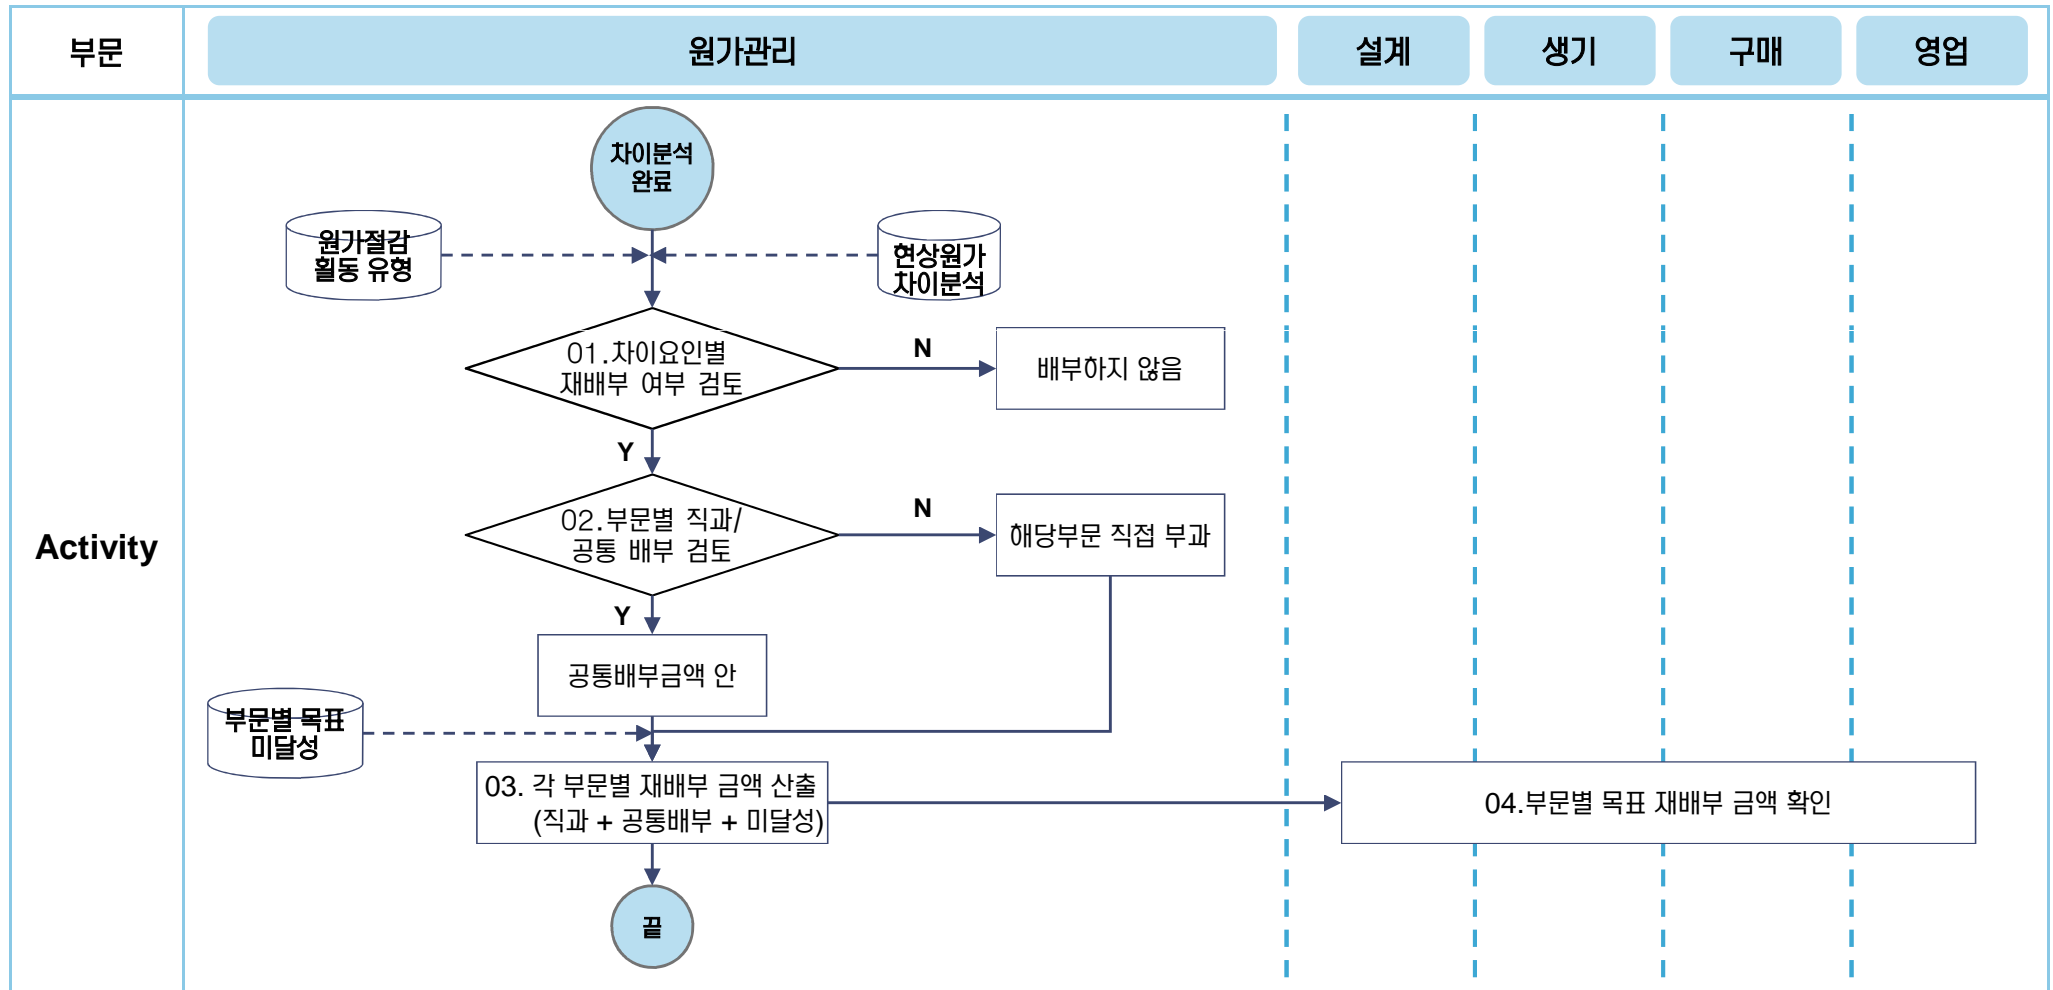 부문
원가관리
설계
생기
구매
영업
Activity
차이분석
완료
원가절감
활동 유형
현상원가
차이분석
01.차이요인별
재배부 여부 검토
N
배부하지 않음
Y
02.부문별 직과/
공통 배부 검토
N
해당부문 직접 부과
Y
공통배부금액 안
부문별 목표
미달성
03. 각 부문별 재배부 금액 산출
(직과 + 공통배부 + 미달성)
04.부문별 목표 재배부 금액 확인
끝